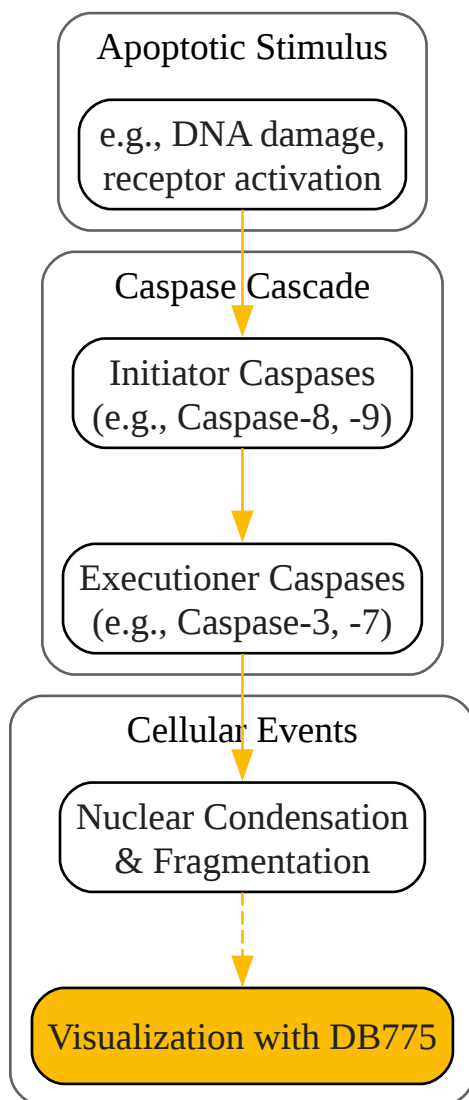 Apoptotic Stimulus
e.g., DNA damage,
receptor activation
Caspase Cascade
Initiator Caspases
(e.g., Caspase-8, -9)
Executioner Caspases
(e.g., Caspase-3, -7)
Cellular Events
Nuclear Condensation
& Fragmentation
Visualization with DB775